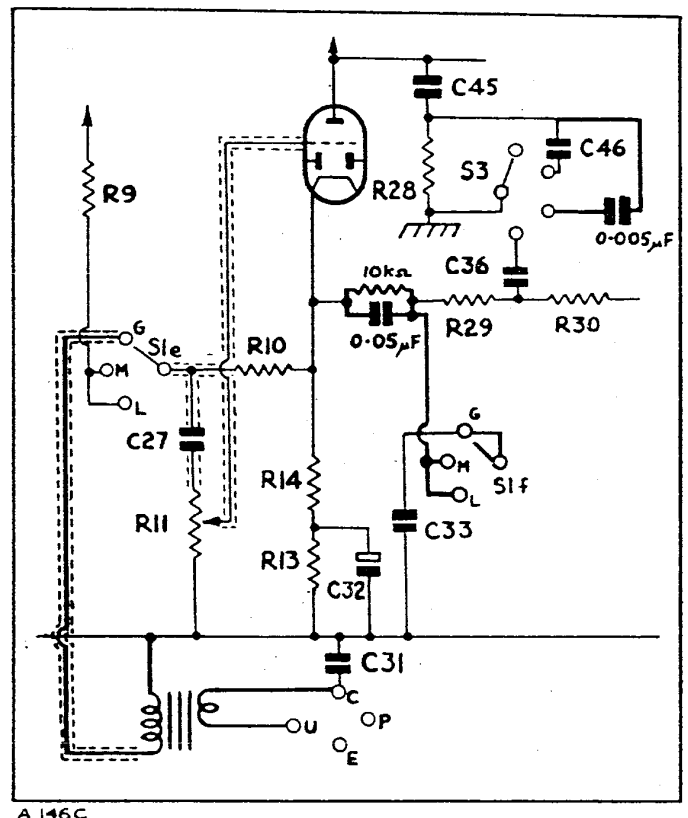 C45
R9
R28
S3
C46
0·005μF
10kΩ
C36
0·05μF
R29
R30
G
S1e
M
L
R10
C27
R14
G
M
L
S1f
R11
C33
R13
C32
C31
C
U
P
E
A 146C